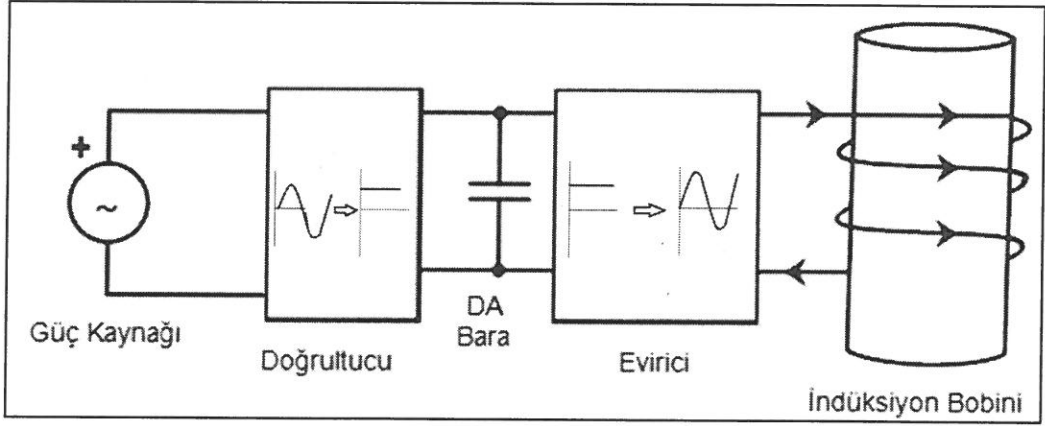 +
~
Güç Kaynağı
Doğrultucu
DA
Bara
Evirici
İndüksiyon Bobini